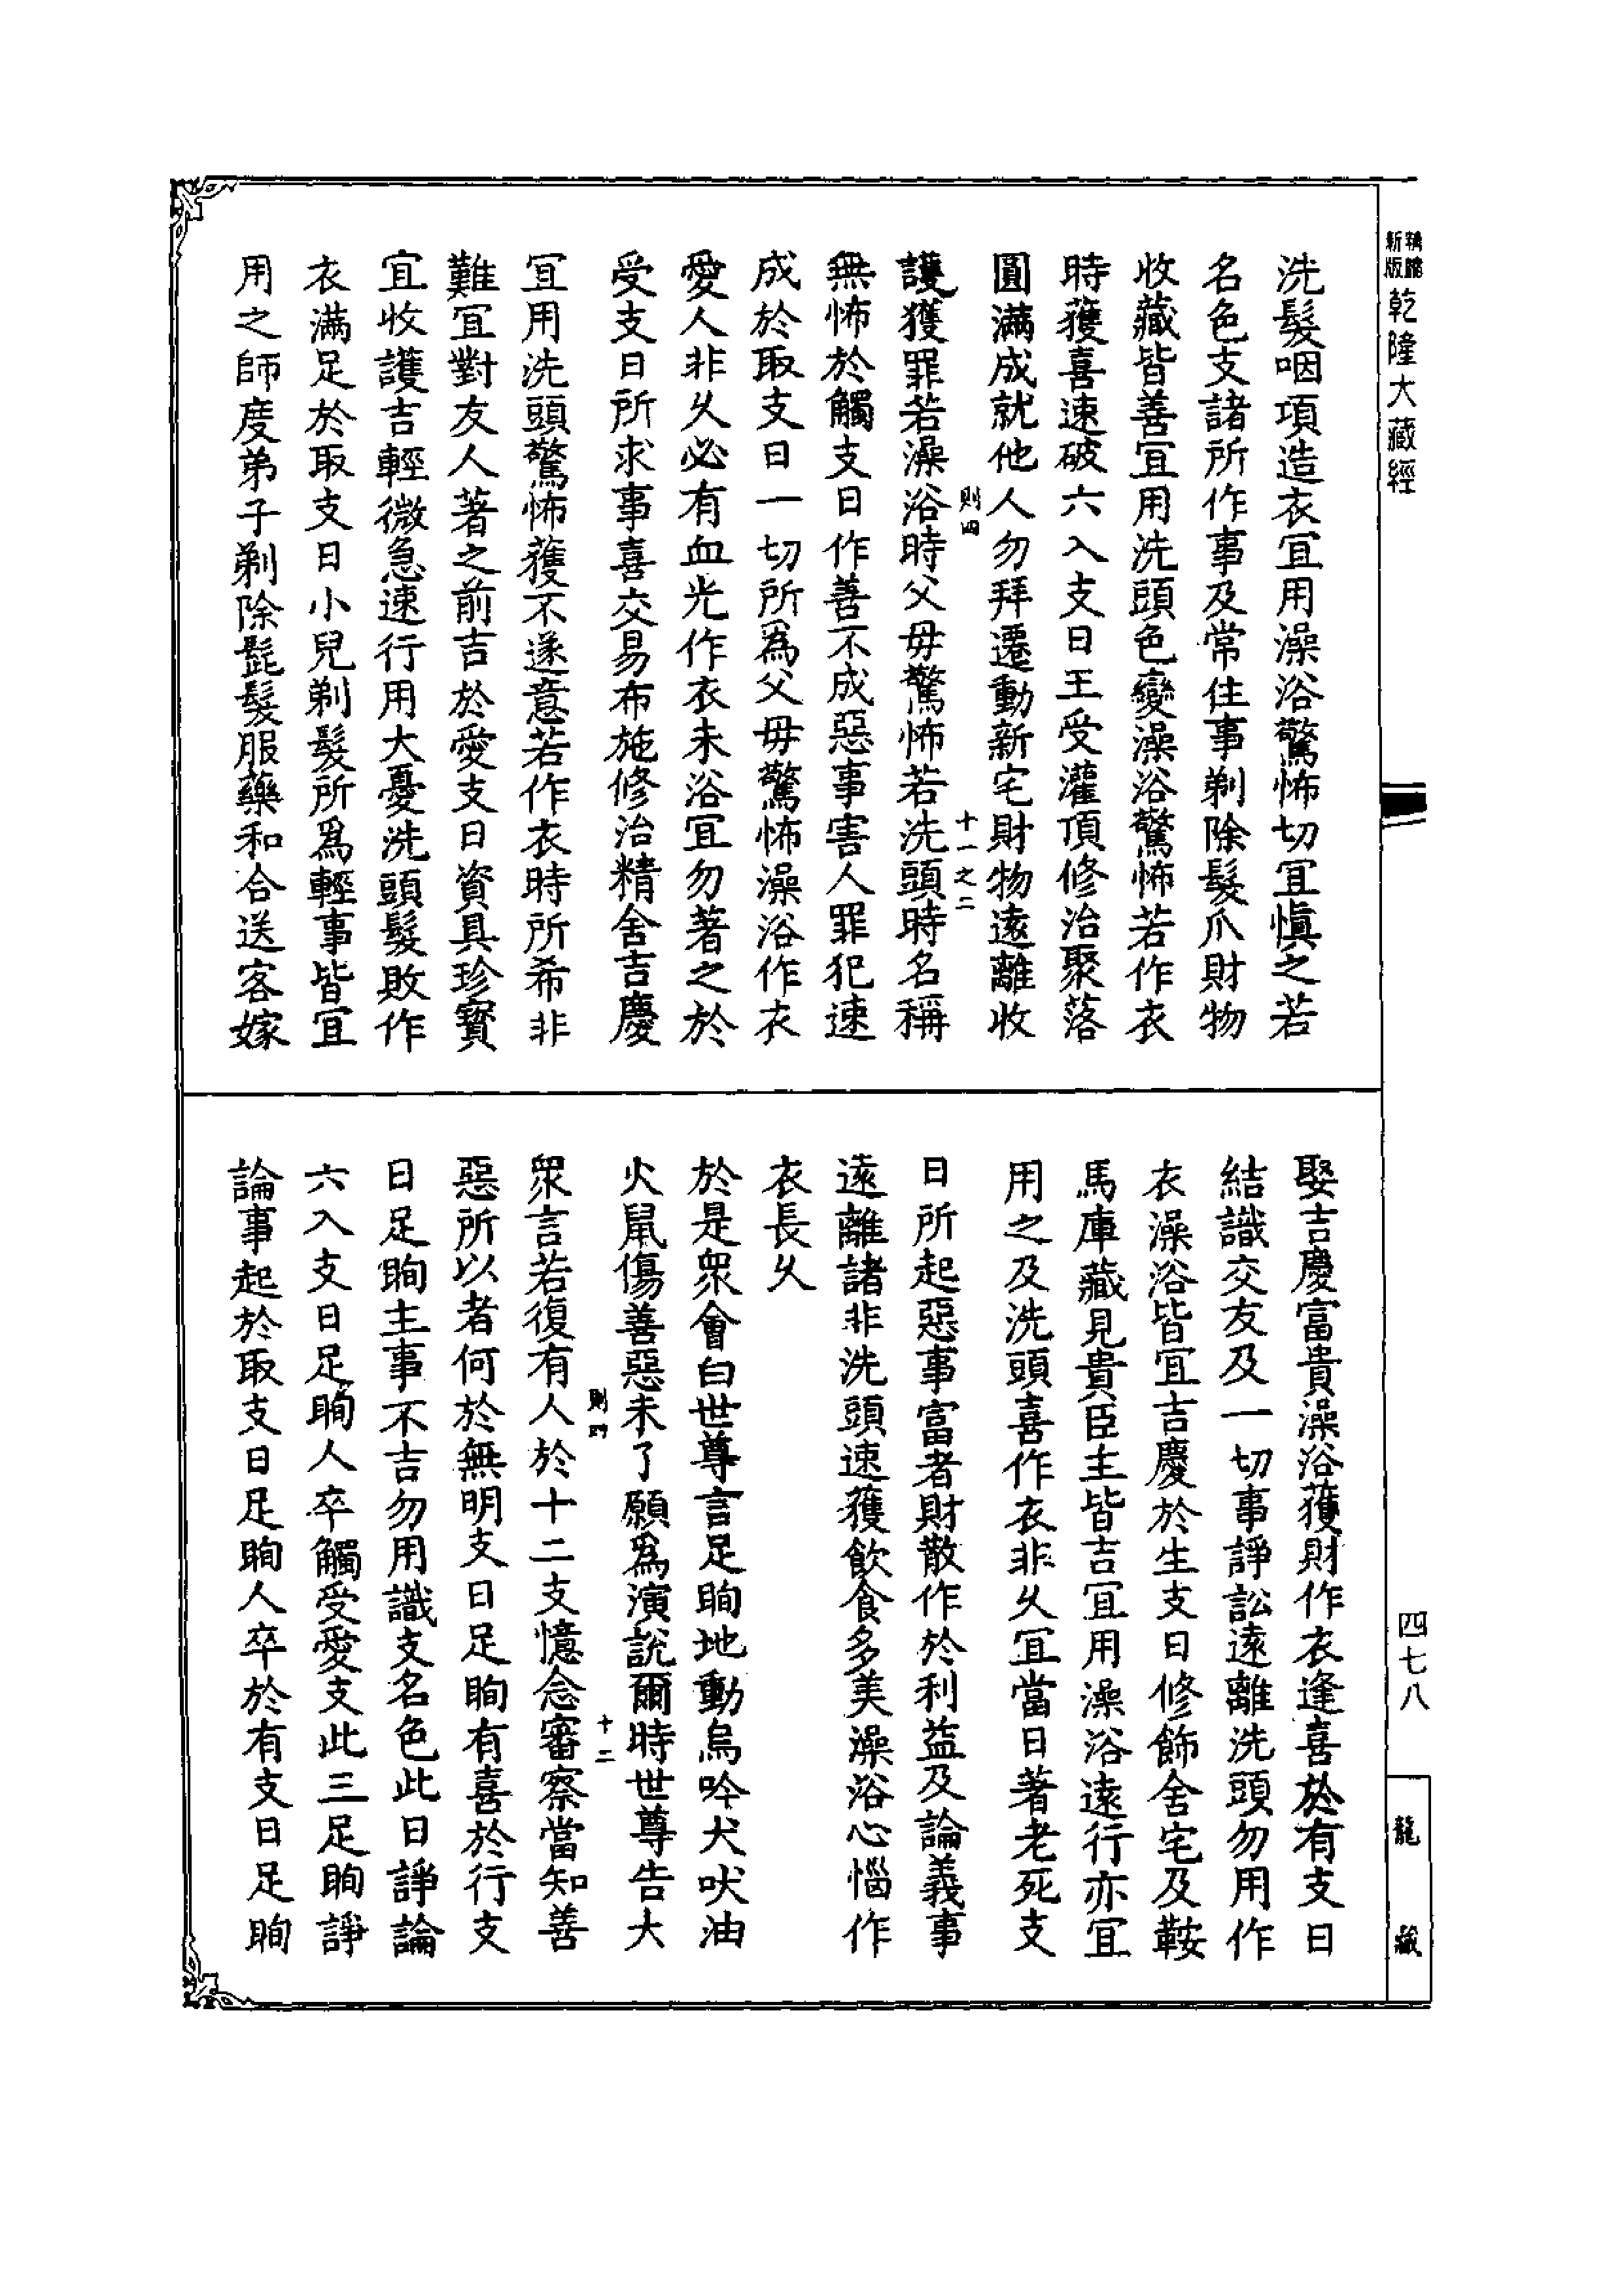 乾隆大藏經
洗髮咽項造衣宜用澡浴驚怖切宜慎之若
名色支諸所作事及常住事剃除髮爪財物
收藏皆善宜用洗頭色變澡浴驚怖若作衣
時獲喜速破六入支日王受灌頂修治聚落
圓滿成就他人勿拜遷動新宅財物遠離收
則四
十一之二
護獲罪若澡浴時父母驚怖若洗頭時名稱
無怖於觸支日作善不成惡事害人罪犯速
成於取支日一切所為父母驚怖澡浴作衣
愛人非久必有血光作衣未浴宜勿著之於
受支日所求事喜交易布施修治精舍吉慶
宜用洗頭驚怖獲不遂意若作衣時所希非
難宜對友人著之前吉於愛支日資具珍寶
宜收護吉輕微急速行用大憂洗頭髮敗作
衣滿足於取支日小兒剃髮所為輕事皆宜
用之師度弟子剃除髭髮服藥和合送客嫁
娶吉慶富貴澡浴獲財作衣逢喜於有支日
結識交友及一切事諍訟遠離洗頭勿用作
衣澡浴皆宜吉慶於生支日修飾舍宅及鞍
馬庫藏見貴臣主皆吉宜用澡浴遠行亦宜
用之及洗頭喜作衣非久宜當日著老死支
日所起惡事富者財散作於利益及論義事
遠離諸非洗頭速獲飲食多美澡浴心惱作
衣長久
於是眾會白世尊言足眴地動烏吟犬吠油
火鼠傷善惡未了願為演說爾時世尊告大
則四
十二
眾言若復有人於十二支憶念審察當知善
惡所以者何於無明支日足眴有喜於行支
日足眴主事不吉勿用識支名色此日諍論
六入支日足眴人卒觸受愛支此三足眴諍
論事起於取支日足眴人卒於有支日足眴
四七八
龍藏